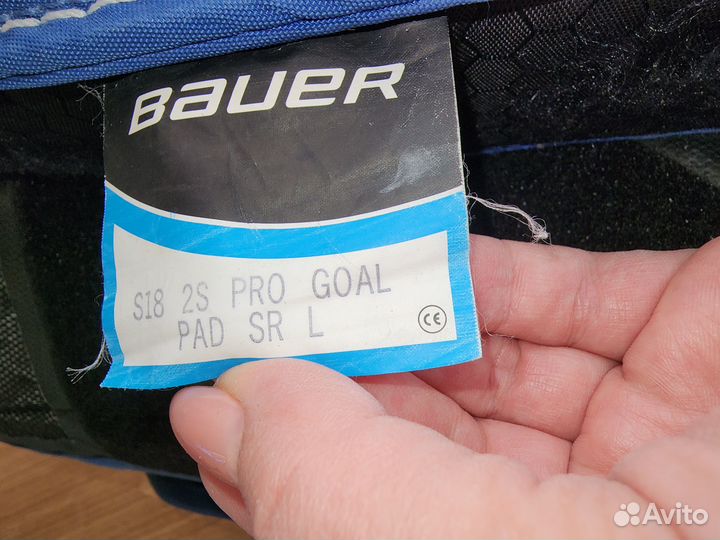 BAUER
S18 2S PRO GOAL
PAD SR L
CE
Avito